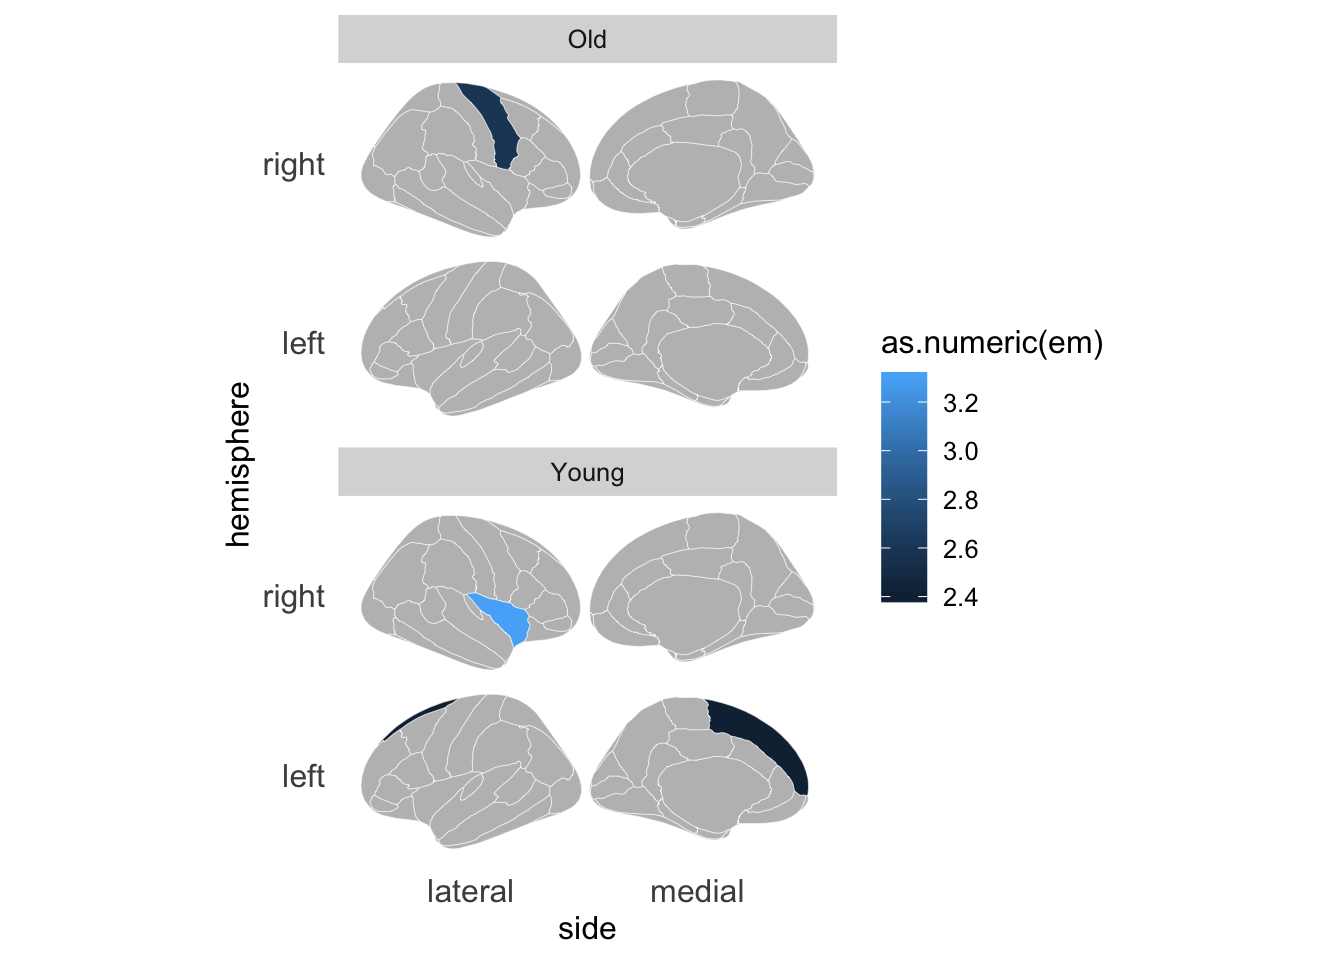 Old
right
left
hemisphere
Young
right
left
lateral medial
side
as.numeric(em)
3.2
3.0
2.8
2.6
2.4